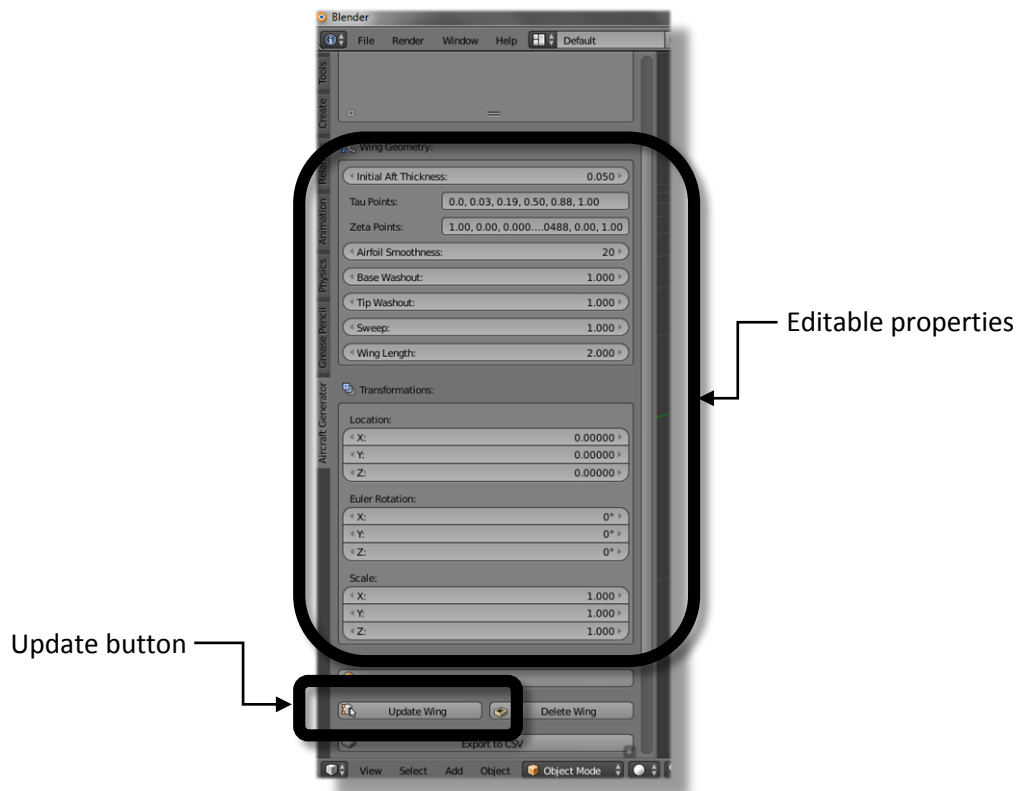 Blender
File Render Window Help Default
Tools
Create
Wing Geometry:
Initial Aft Thickness: 0.050
Tau Points: 0.0, 0.03, 0.19, 0.50, 0.88, 1.00
Zeta Points: 1.00, 0.00, 0.000....0488, 0.00, 1.00
Airfoil Smoothness: 20
Base Washout: 1.000
Tip Washout: 1.000
Sweep: 1.000
Wing Length: 2.000
Animation
Physics
Grease Pencil
Aircraft Generator
Transformations:
Location:
X: 0.00000
Y: 0.00000
Z: 0.00000
Euler Rotation:
X: 0°
Y: 0°
Z: 0°
Scale:
X: 1.000
Y: 1.000
Z: 1.000
Editable properties
Update button
Update Wing Delete Wing
Export to CSV
View Select Add Object Object Mode